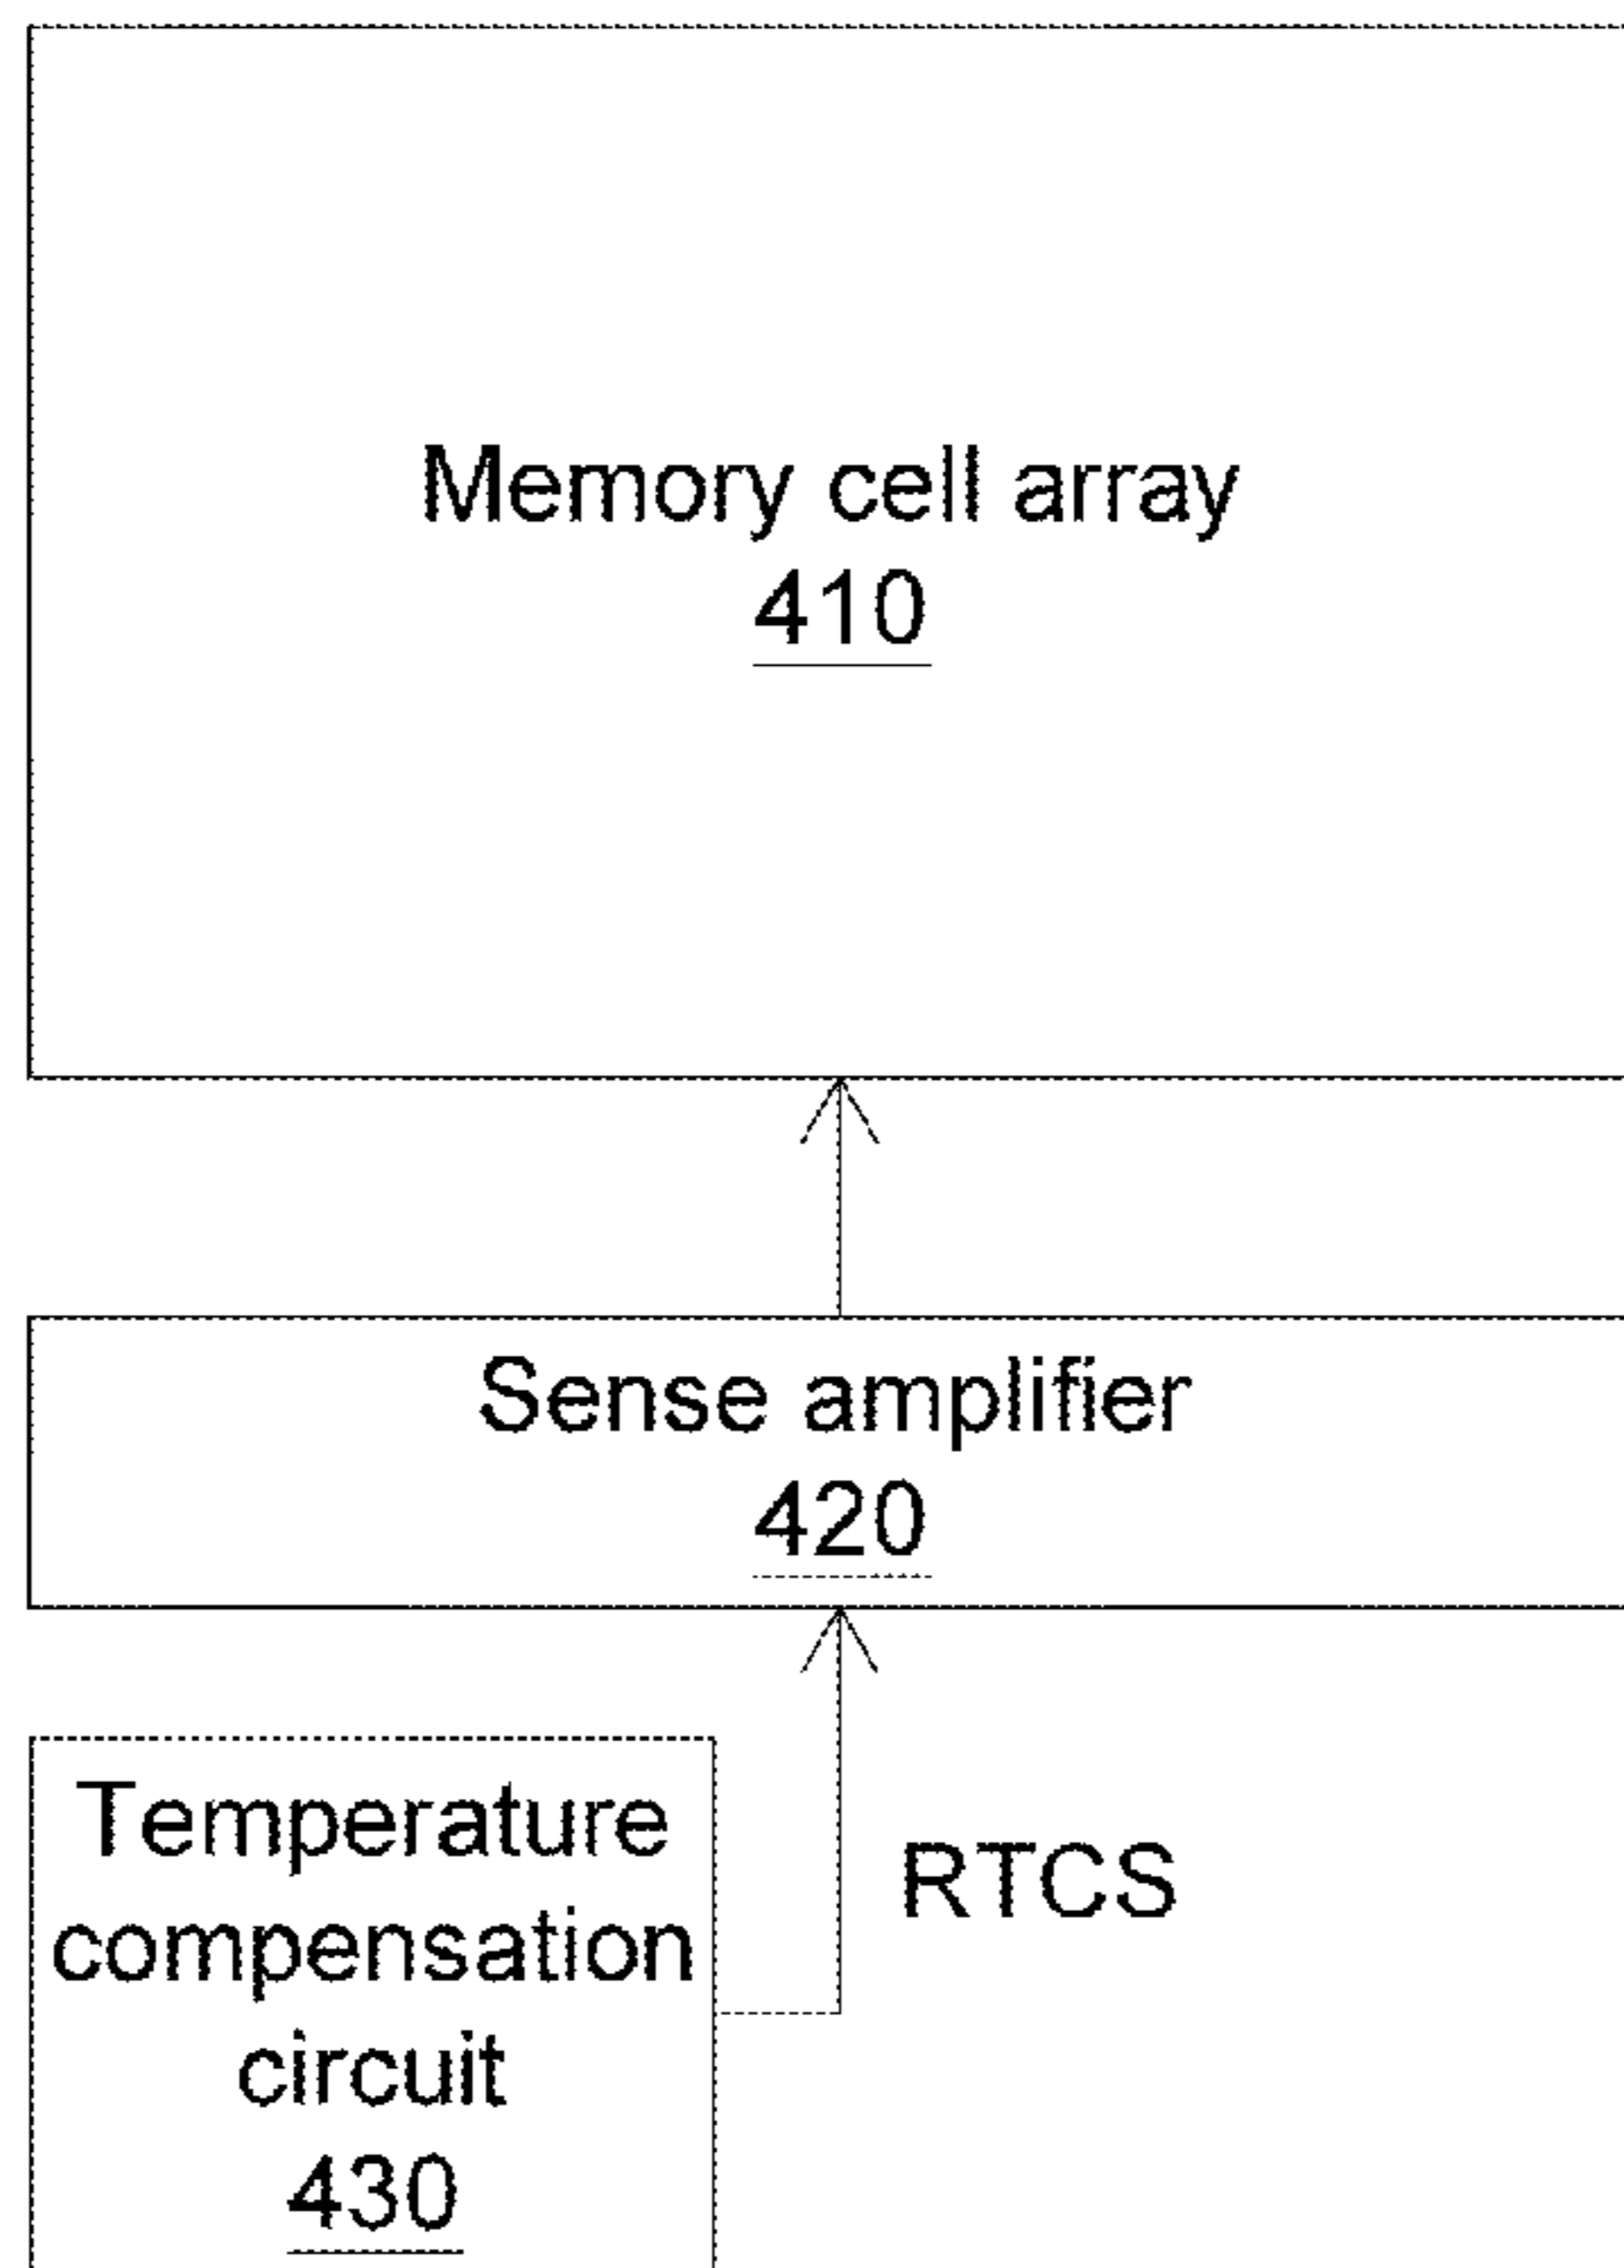 Memory cell array
410
Sense amplifier
420
Temperature
compensation
circuit
430
RTCS